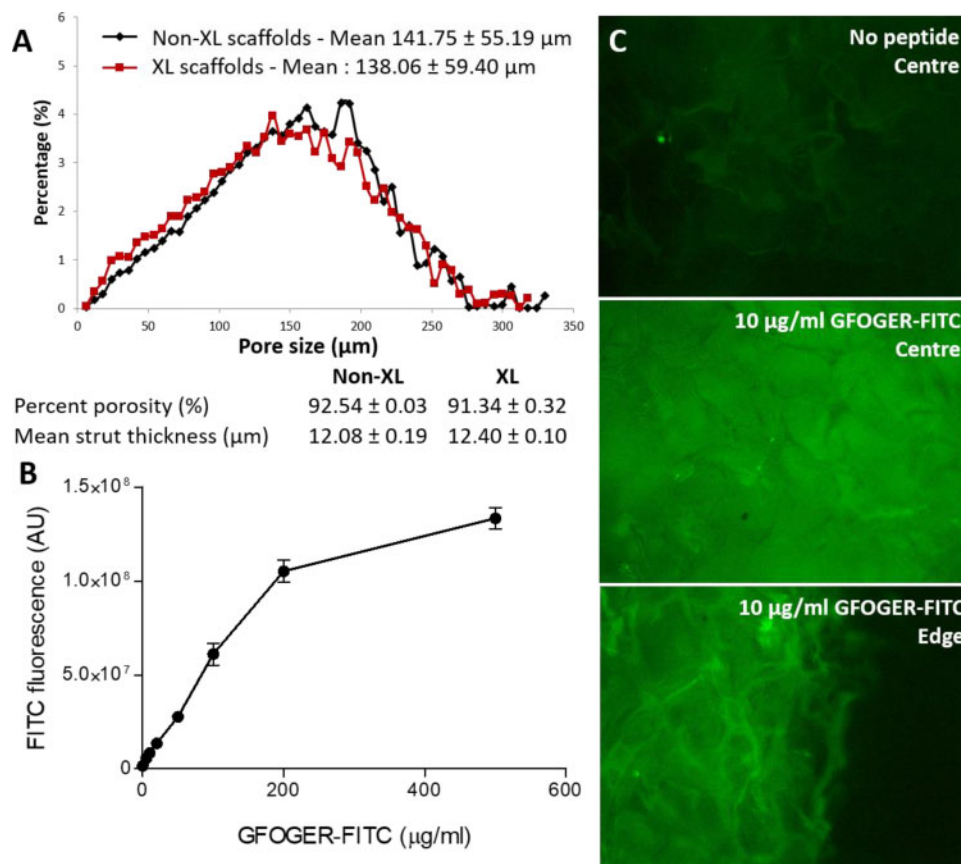 A
Non-XL scaffolds - Mean 141.75 ± 55.19 µm
XL scaffolds - Mean : 138.06 ± 59.40 µm
Percentage (%)
6
5
4
3
2
1
0
0 50 100 150 200 250 300 350
Pore size (µm)
Non-XL XL
Percent porosity (%) 92.54 ± 0.03 91.34 ± 0.32
Mean strut thickness (µm) 12.08 ± 0.19 12.40 ± 0.10
B
FITC fluorescence (AU)
1.5×10⁸
1.0×10⁸
5.0×10⁷
0
0 200 400 600
GFOGER-FITC (µg/ml)
C
No peptide
Centre
10 µg/ml GFOGER-FITC
Centre
10 µg/ml GFOGER-FITC
Edge